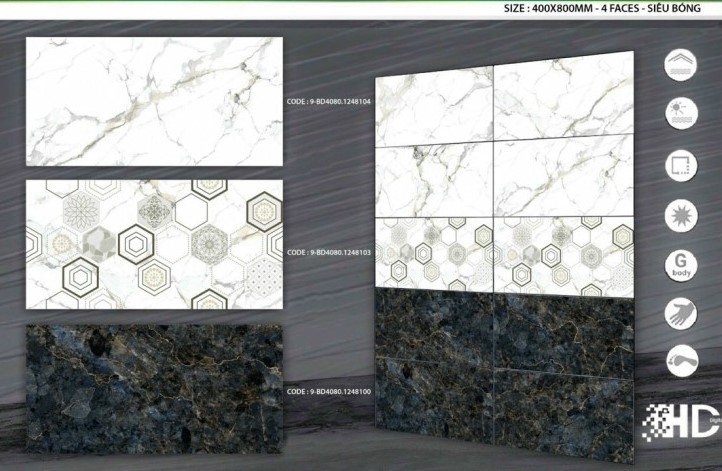 SIZE : 400X800MM - 4 FACES - SIÊU BÓNG
CODE : 9-BD4080.1248104
CODE : 9-BD4080.1248103
CODE : 9-BD4080.1248100
G
body
HD
Digital